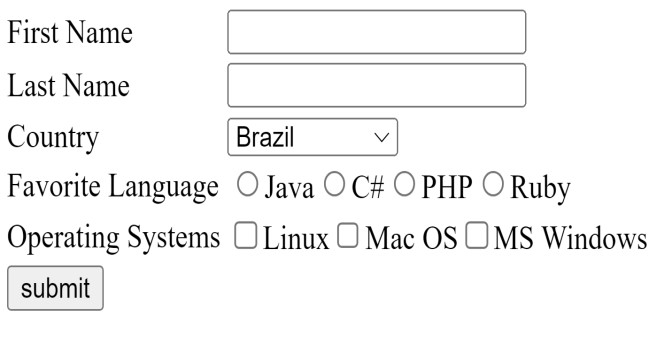 First Name
Last Name
Country Brazil
Favorite Language Java C# PHP Ruby
Operating Systems Linux Mac OS MS Windows
submit